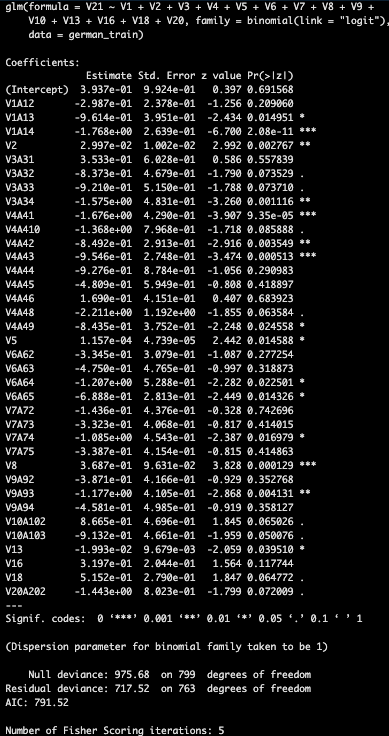 glm(formula = V21 ~ V1 + V2 + V3 + V4 + V5 + V6 + V7 + V8 + V9 +
    V10 + V13 + V16 + V18 + V20, family = binomial(link = "logit"),
    data = german_train)

Coefficients:
              Estimate Std. Error z value Pr(>|z|)
(Intercept)  3.937e-01  9.924e-01   0.397 0.691568
V1A12       -2.987e-01  2.378e-01  -1.256 0.209060
V1A13       -9.614e-01  3.951e-01  -2.434 0.014951 *
V1A14       -1.768e+00  2.639e-01  -6.700 2.08e-11 ***
V2           2.997e-02  1.002e-02   2.992 0.002767 **
V3A31        3.533e-01  6.028e-01   0.586 0.557839
V3A32       -8.373e-01  4.679e-01  -1.790 0.073529 .
V3A33       -9.210e-01  5.150e-01  -1.788 0.073710 .
V3A34       -1.575e+00  4.831e-01  -3.260 0.001116 **
V4A41       -1.676e+00  4.290e-01  -3.907 9.35e-05 ***
V4A410      -1.368e+00  7.968e-01  -1.718 0.085888 .
V4A42       -8.492e-01  2.913e-01  -2.916 0.003549 **
V4A43       -9.546e-01  2.748e-01  -3.474 0.000513 ***
V4A44       -9.276e-01  8.784e-01  -1.056 0.290983
V4A45       -4.809e-01  5.949e-01  -0.808 0.418897
V4A46        1.690e-01  4.151e-01   0.407 0.683923
V4A48       -2.211e+00  1.192e+00  -1.855 0.063584 .
V4A49       -8.435e-01  3.752e-01  -2.248 0.024558 *
V5           1.157e-04  4.739e-05   2.442 0.014588 *
V6A62       -3.345e-01  3.079e-01  -1.087 0.277254
V6A63       -4.750e-01  4.765e-01  -0.997 0.318873
V6A64       -1.207e+00  5.288e-01  -2.282 0.022501 *
V6A65       -6.888e-01  2.813e-01  -2.449 0.014326 *
V7A72       -1.436e-01  4.376e-01  -0.328 0.742696
V7A73       -3.323e-01  4.068e-01  -0.817 0.414015
V7A74       -1.085e+00  4.543e-01  -2.387 0.016979 *
V7A75       -3.387e-01  4.154e-01  -0.815 0.414863
V8           3.687e-01  9.631e-02   3.828 0.000129 ***
V9A92       -3.871e-01  4.166e-01  -0.929 0.352768
V9A93       -1.177e+00  4.105e-01  -2.868 0.004131 **
V9A94       -4.581e-01  4.985e-01  -0.919 0.358127
V10A102      8.665e-01  4.696e-01   1.845 0.065026 .
V10A103     -9.132e-01  4.661e-01  -1.959 0.050076 .
V13         -1.993e-02  9.679e-03  -2.059 0.039510 *
V16          3.197e-01  2.044e-01   1.564 0.117744
V18          5.152e-01  2.790e-01   1.847 0.064772 .
V20A202     -1.443e+00  8.023e-01  -1.799 0.072009 .
---
Signif. codes:  0 ‘***’ 0.001 ‘**’ 0.01 ‘*’ 0.05 ‘.’ 0.1 ‘ ’ 1

(Dispersion parameter for binomial family taken to be 1)

    Null deviance: 975.68  on 799  degrees of freedom
Residual deviance: 717.52  on 763  degrees of freedom
AIC: 791.52

Number of Fisher Scoring iterations: 5